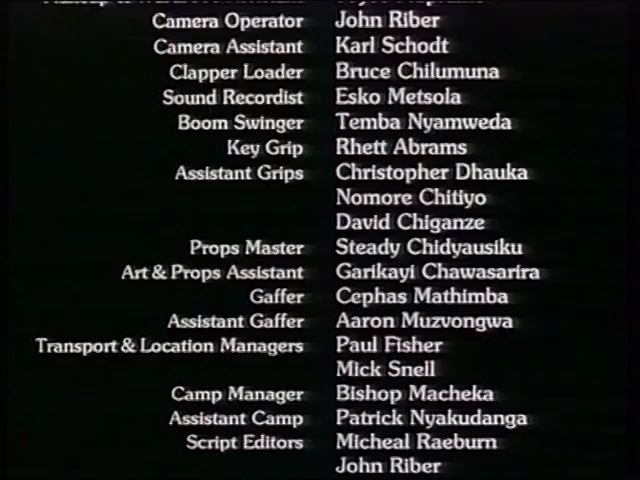 Camera Operator John Riber
Camera Assistant Karl Schodt
Clapper Loader Bruce Chilumuna
Sound Recordist Esko Metsola
Boom Swinger Temba Nyamweda
Key Grip Rhett Abrams
Assistant Grips Christopher Dhauka
Nomore Chitiyo
David Chiganze
Props Master Steady Chidyausiku
Art & Props Assistant Garikayi Chawasarira
Gaffer Cephas Mathimba
Assistant Gaffer Aaron Muzvongwa
Transport & Location Managers Paul Fisher
Mick Snell
Camp Manager Bishop Macheka
Assistant Camp Patrick Nyakudanga
Script Editors Micheal Raeburn
John Riber